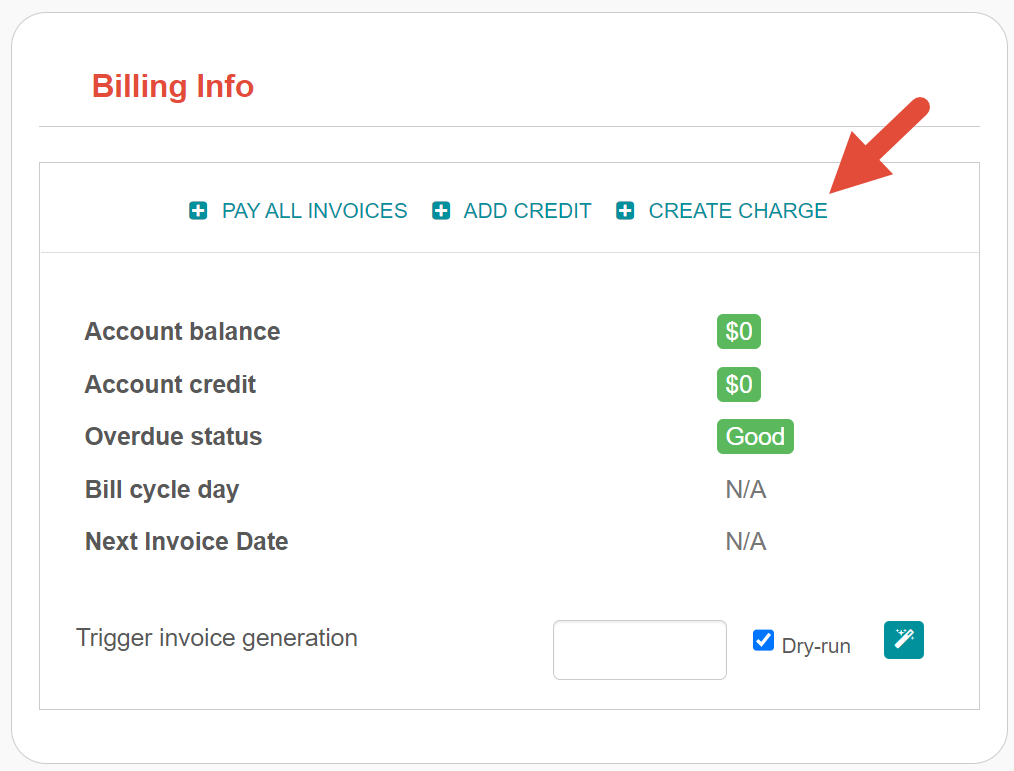 Billing Info
PAY ALL INVOICES ADD CREDIT CREATE CHARGE
Account balance $0
Account credit $0
Overdue status Good
Bill cycle day N/A
Next Invoice Date N/A
Trigger invoice generation Dry-run